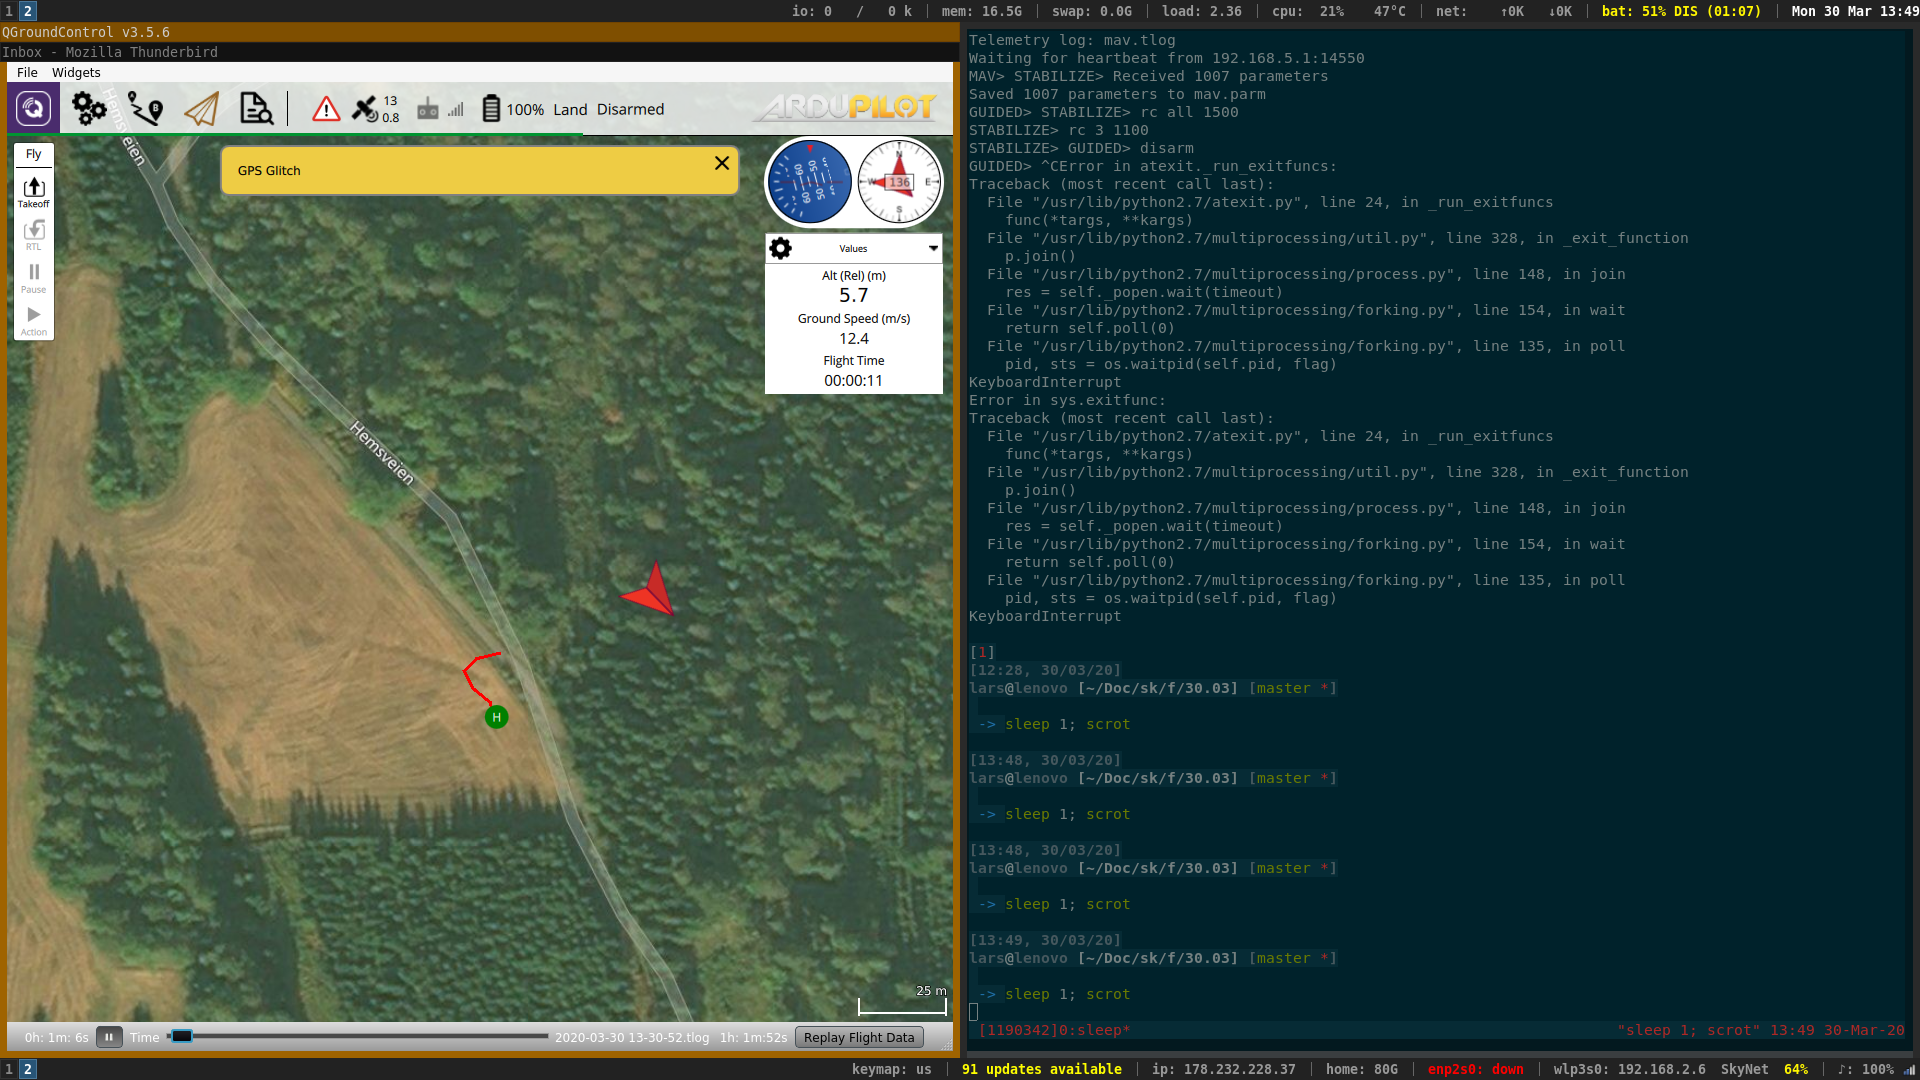 1 2 io: 0 / 0 k | mem: 16.5G | swap: 0.0G | load: 2.36 | cpu: 21% 47°C | net: ↑0K ↓0K | bat: 51% DIS (01:07) | Mon 30 Mar 13:49
QGroundControl v3.5.6
Inbox - Mozilla Thunderbird
File Widgets
13
0.8
100% Land Disarmed
ARDUPILOT
Fly
Takeoff
RTL
Pause
Action
GPS Glitch
Hemsveien
Hemsveien
N
W 136 E
S
Values
Alt (Rel) (m)
5.7
Ground Speed (m/s)
12.4
Flight Time
00:00:11
H
25 m
0h: 1m: 6s Time 2020-03-30 13-30-52.tlog 1h: 1m:52s Replay Flight Data
Telemetry log: mav.tlog
Waiting for heartbeat from 192.168.5.1:14550
MAV> STABILIZE> Received 1007 parameters
Saved 1007 parameters to mav.parm
GUIDED> STABILIZE> rc all 1500
STABILIZE> rc 3 1100
STABILIZE> GUIDED> disarm
GUIDED> ^CError in atexit._run_exitfuncs:
Traceback (most recent call last):
File "/usr/lib/python2.7/atexit.py", line 24, in _run_exitfuncs
func(*targs, **kargs)
File "/usr/lib/python2.7/multiprocessing/util.py", line 328, in _exit_function
p.join()
File "/usr/lib/python2.7/multiprocessing/process.py", line 148, in join
res = self._popen.wait(timeout)
File "/usr/lib/python2.7/multiprocessing/forking.py", line 154, in wait
return self.poll(0)
File "/usr/lib/python2.7/multiprocessing/forking.py", line 135, in poll
pid, sts = os.waitpid(self.pid, flag)
KeyboardInterrupt
Error in sys.exitfunc:
Traceback (most recent call last):
File "/usr/lib/python2.7/atexit.py", line 24, in _run_exitfuncs
func(*targs, **kargs)
File "/usr/lib/python2.7/multiprocessing/util.py", line 328, in _exit_function
p.join()
File "/usr/lib/python2.7/multiprocessing/process.py", line 148, in join
res = self._popen.wait(timeout)
File "/usr/lib/python2.7/multiprocessing/forking.py", line 154, in wait
return self.poll(0)
File "/usr/lib/python2.7/multiprocessing/forking.py", line 135, in poll
pid, sts = os.waitpid(self.pid, flag)
KeyboardInterrupt
[1]
[12:28, 30/03/20]
lars@lenovo [~/Doc/sk/f/30.03] [master *]
-> sleep 1; scrot
[13:48, 30/03/20]
lars@lenovo [~/Doc/sk/f/30.03] [master *]
-> sleep 1; scrot
[13:48, 30/03/20]
lars@lenovo [~/Doc/sk/f/30.03] [master *]
-> sleep 1; scrot
[13:49, 30/03/20]
lars@lenovo [~/Doc/sk/f/30.03] [master *]
-> sleep 1; scrot
[1190342]0:sleep* "sleep 1; scrot" 13:49 30-Mar-20
1 2 keymap: us | 91 updates available | ip: 178.232.228.37 | home: 80G | enp2s0: down | wlp3s0: 192.168.2.6 SkyNet 64% | ♪: 100%